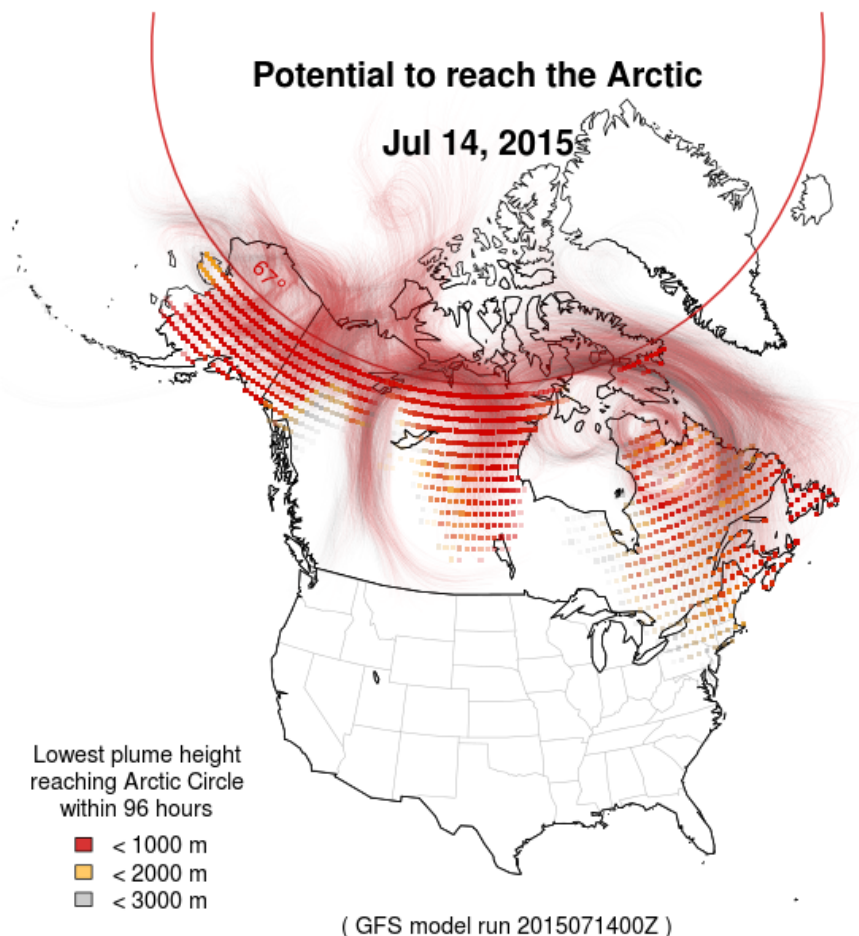 Potential to reach the Arctic
Jul 14, 2015
67°
Lowest plume height
reaching Arctic Circle
within 96 hours
< 1000 m
< 2000 m
< 3000 m
( GFS model run 2015071400Z )